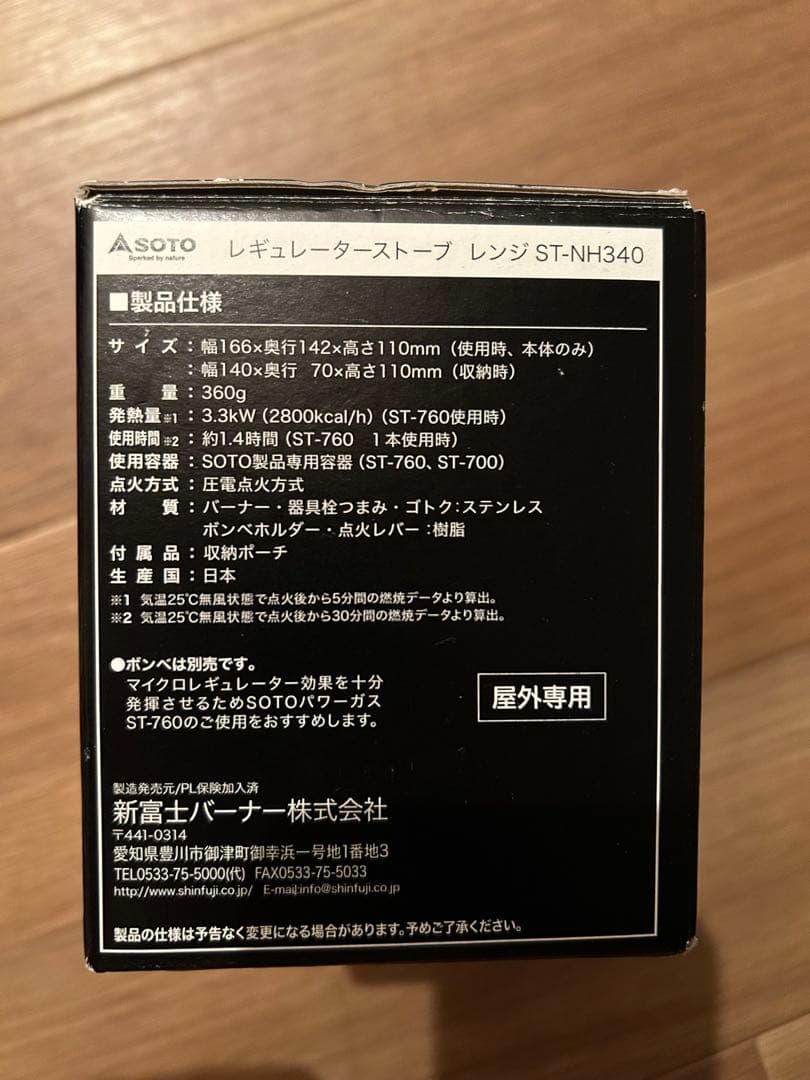 SOTO レギュレーターストーブ レンジ ST-NH340
Sparked by nature
■製品仕様
サイズ：幅166×奥行142×高さ110mm（使用時、本体のみ）
：幅140×奥行 70×高さ110mm（収納時）
重量：360g
発熱量※1：3.3kW（2800kcal/h）（ST-760使用時）
使用時間※2：約1.4時間（ST-760 1本使用時）
使用容器：SOTO製品専用容器（ST-760、ST-700）
点火方式：圧電点火方式
材質：バーナー・器具栓つまみ・ゴトク：ステンレス
ボンベホルダー・点火レバー：樹脂
付属品：収納ポーチ
生産国：日本
※1 気温25℃無風状態で点火後から5分間の燃焼データより算出。
※2 気温25℃無風状態で点火後から30分間の燃焼データより算出。
●ボンベは別売です。
マイクロレギュレーター効果を十分
発揮させるためSOTOパワーガス
ST-760のご使用をおすすめします。
屋外専用
製造発売元/PL保険加入済
新富士バーナー株式会社
〒441-0314
愛知県豊川市御津町御幸浜一号地1番地3
TEL0533-75-5000(代) FAX0533-75-5033
http://www.shinfuji.co.jp/ E-mail:info@shinfuji.co.jp
製品の仕様は予告なく変更になる場合があります。予めご了承ください。